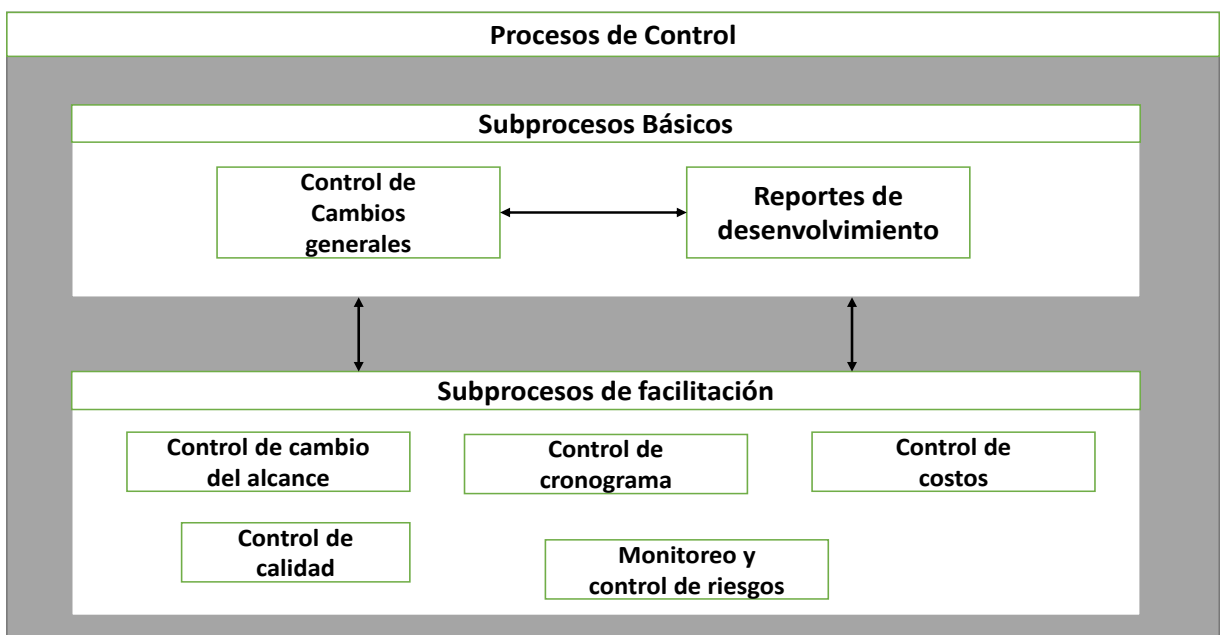 Procesos de Control
Subprocesos Básicos
Control de
Cambios
generales
Reportes de
desenvolvimiento
Subprocesos de facilitación
Control de cambio
del alcance
Control de
cronograma
Control de
costos
Control de
calidad
Monitoreo y
control de riesgos